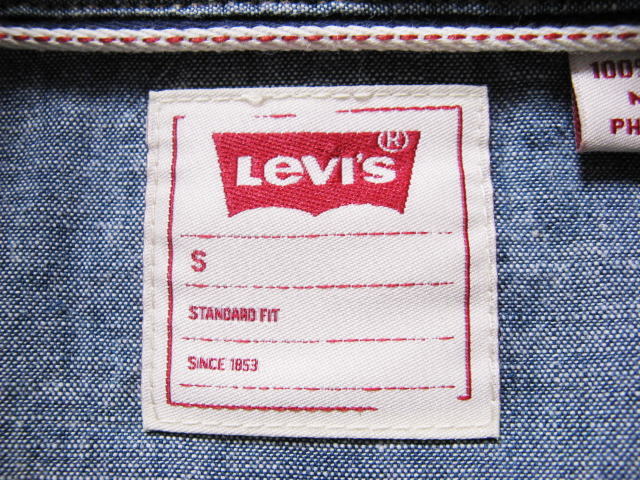 Levi's®
S
STANDARD FIT
SINCE 1853
100%
PH